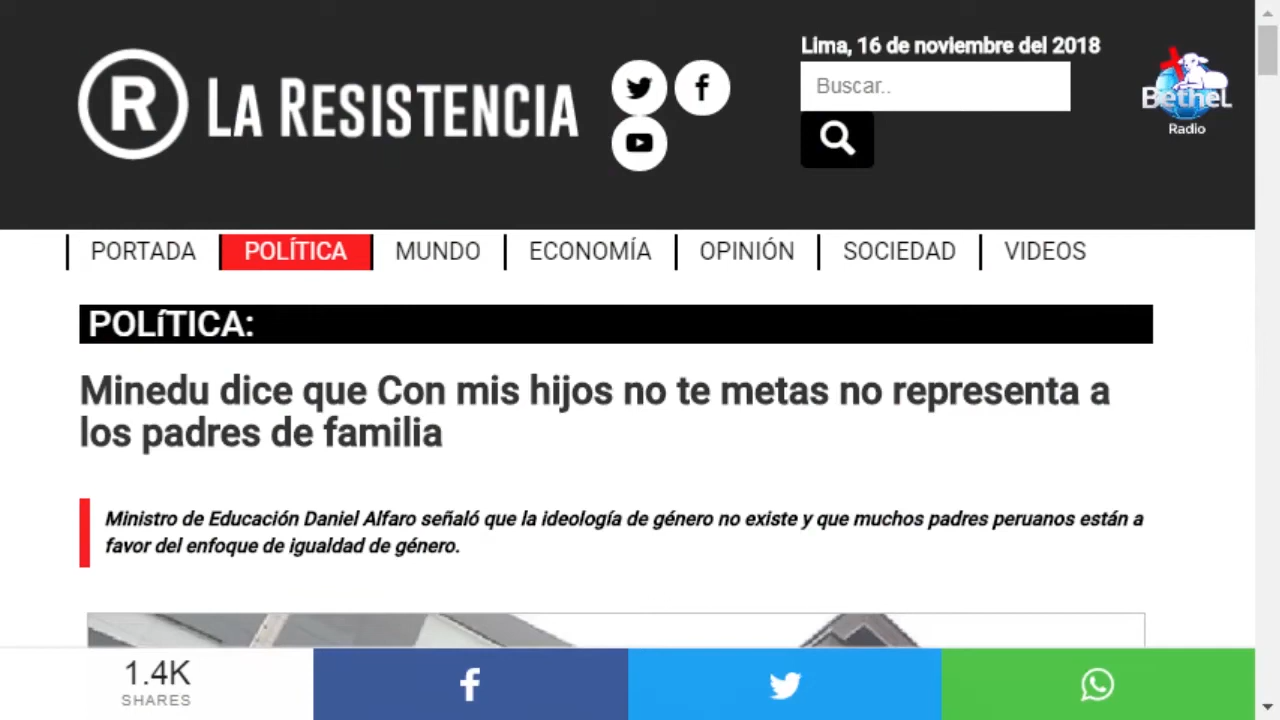 R LA RESISTENCIA
Lima, 16 de noviembre del 2018
Buscar..
BetheL
Radio
PORTADA
POLÍTICA
MUNDO
ECONOMÍA
OPINIÓN
SOCIEDAD
VIDEOS
POLíTICA:
Minedu dice que Con mis hijos no te metas no representa a
los padres de familia
Ministro de Educación Daniel Alfaro señaló que la ideología de género no existe y que muchos padres peruanos están a
favor del enfoque de igualdad de género.
1.4K
SHARES